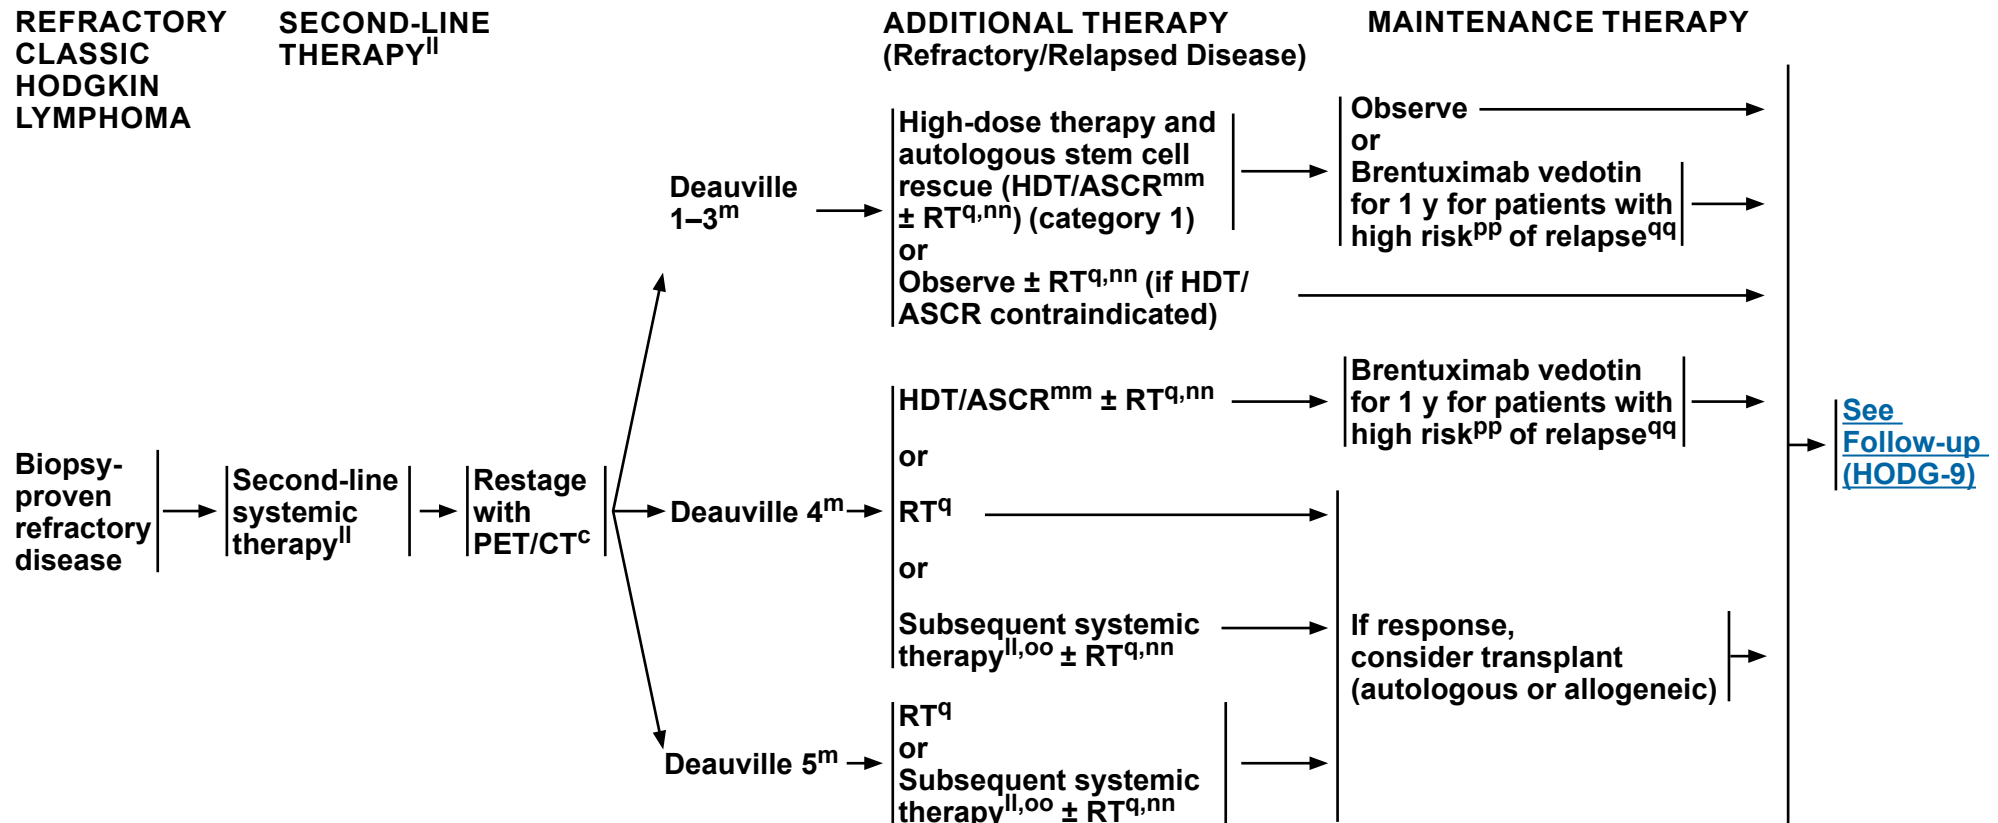 REFRACTORY
CLASSIC
HODGKIN
LYMPHOMA
SECOND-LINE
THERAPYll
ADDITIONAL THERAPY
(Refractory/Relapsed Disease)
MAINTENANCE THERAPY
Biopsy-
proven
refractory
disease
Second-line
systemic
therapyll
Restage
with
PET/CTc
Deauville
1–3m
High-dose therapy and
autologous stem cell
rescue (HDT/ASCRmm
± RTq,nn) (category 1)
or
Observe ± RTq,nn (if HDT/
ASCR contraindicated)
Observe
or
Brentuximab vedotin
for 1 y for patients with
high riskpp of relapseqq
Deauville 4m
HDT/ASCRmm ± RTq,nn
or
RTq
or
Subsequent systemic
therapyll,oo ± RTq,nn
Brentuximab vedotin
for 1 y for patients with
high riskpp of relapseqq
Deauville 5m
RTq
or
Subsequent systemic
therapyll,oo ± RTq,nn
If response,
consider transplant
(autologous or allogeneic)
See
Follow-up
(HODG-9)